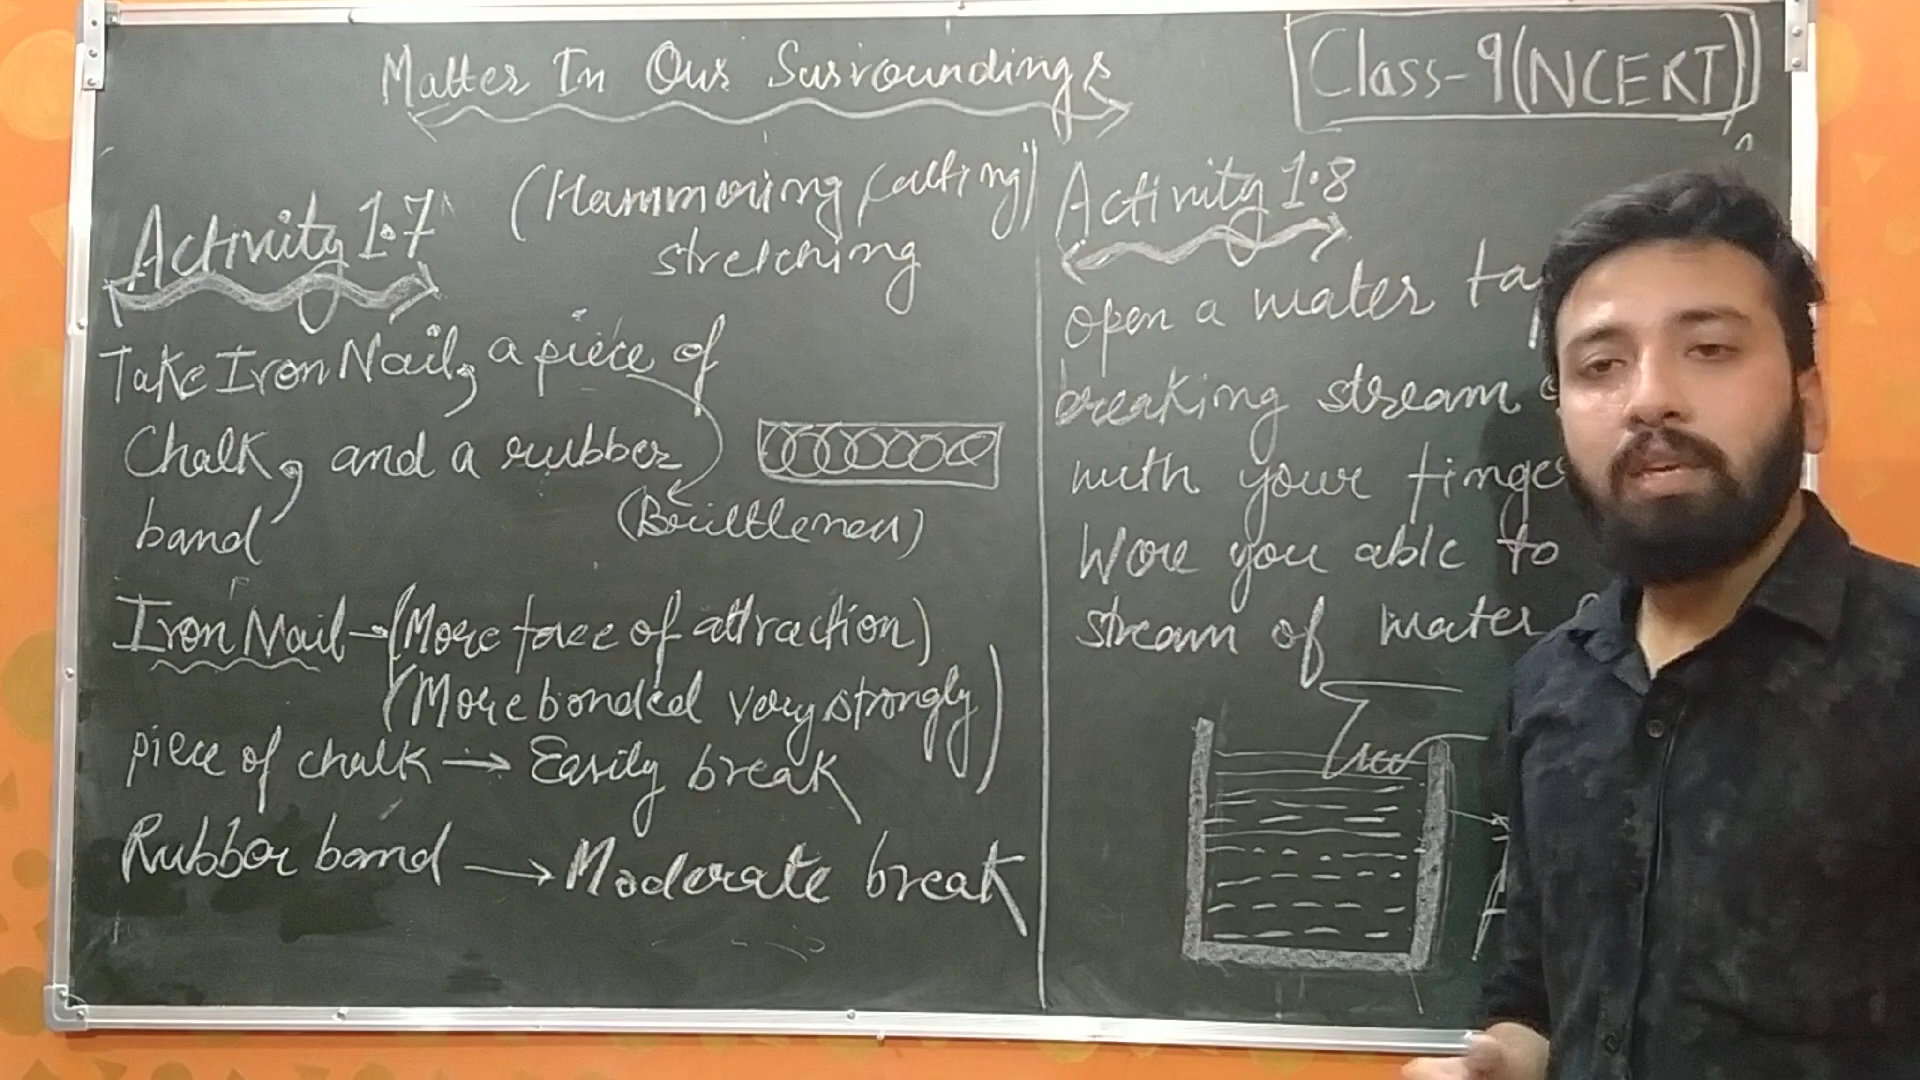 Matter In Our Surroundings
Class-9(NCERT)
Activity 1.7
(Hammering, cutting)
stretching
Take Iron Nail, a piece of
Chalk, and a rubber
band
(Brittleness)
Iron Nail → (More force of attraction)
(More bonded very strongly)
piece of chalk → Easily break
Rubber band → Moderate break
Activity 1.8
open a water
breaking stream
with your
Were you able to
stream of water